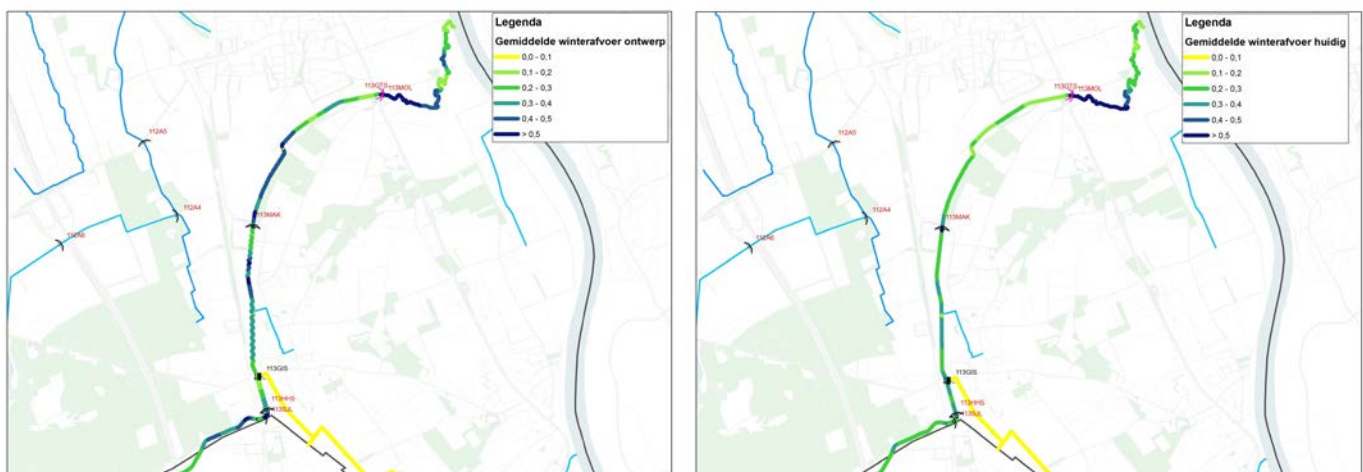 Legenda
Gemiddelde winterafvoer ontwerp
0,0 - 0,1
0,1 - 0,2
0,2 - 0,3
0,3 - 0,4
0,4 - 0,5
> 0,5
113GTS
113MOL
112A5
112A4
113MAK
113GIS
113HHS
113SJL
Legenda
Gemiddelde winterafvoer huidig
0,0 - 0,1
0,1 - 0,2
0,2 - 0,3
0,3 - 0,4
0,4 - 0,5
> 0,5
113GTS
113MOL
112A5
112A4
113MAK
113GIS
113HHS